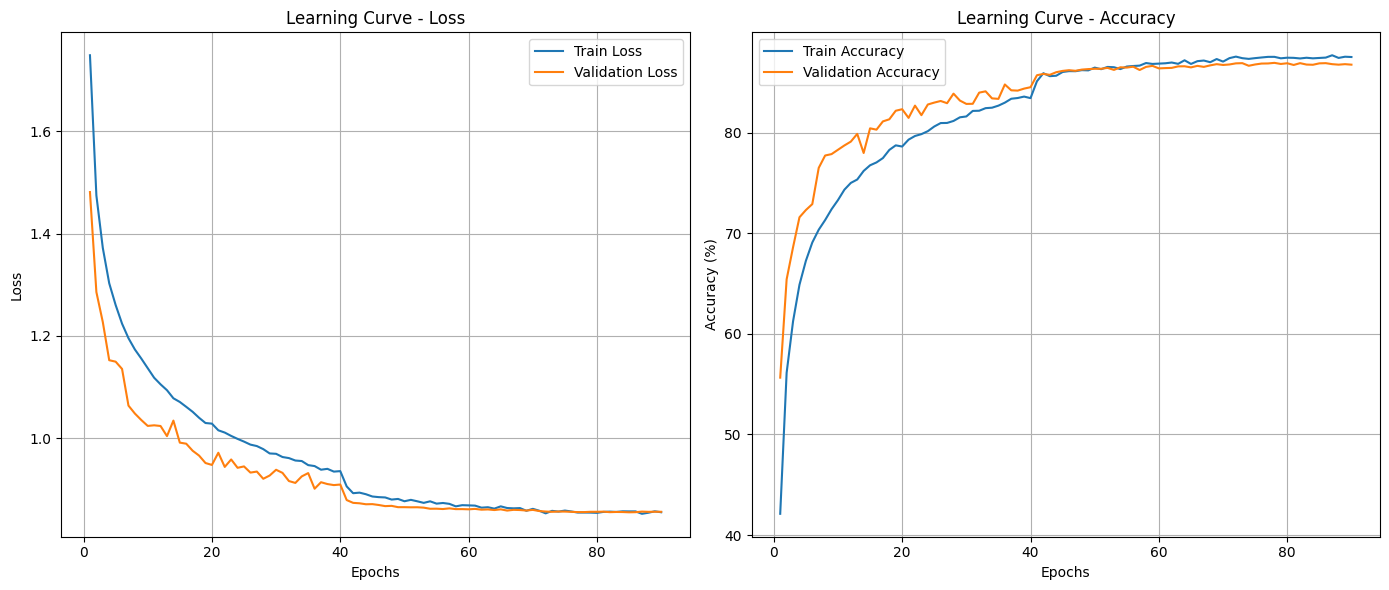 Learning Curve - Loss
Train Loss
Validation Loss
1.6
1.4
1.2
1.0
Loss
0
20
40
60
80
Epochs
Learning Curve - Accuracy
Train Accuracy
Validation Accuracy
80
70
60
50
40
Accuracy (%)
0
20
40
60
80
Epochs